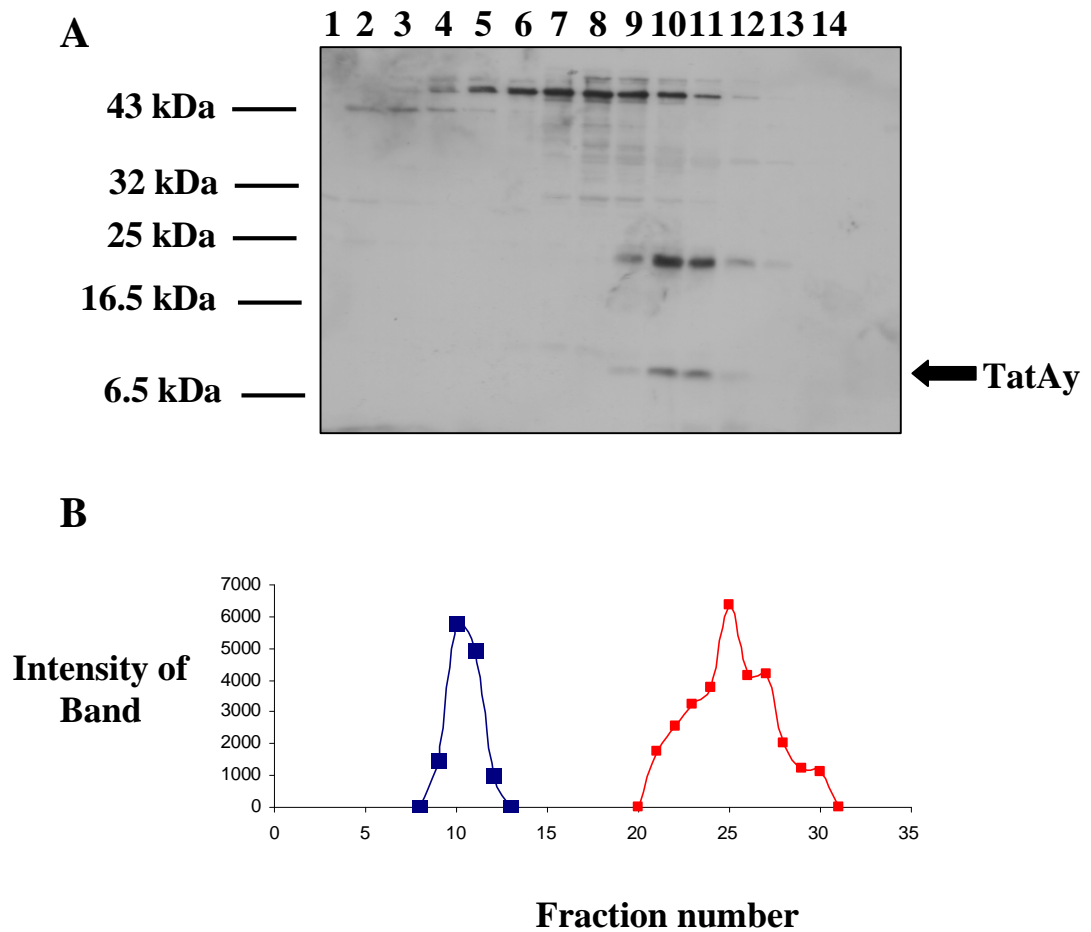 A
1 2 3 4 5 6 7 8 9 10 11 12 13 14
43 kDa
32 kDa
25 kDa
16.5 kDa
6.5 kDa
TatAy
B
7000
6000
5000
4000
3000
2000
1000
0
0 5 10 15 20 25 30 35
Intensity of
Band
Fraction number